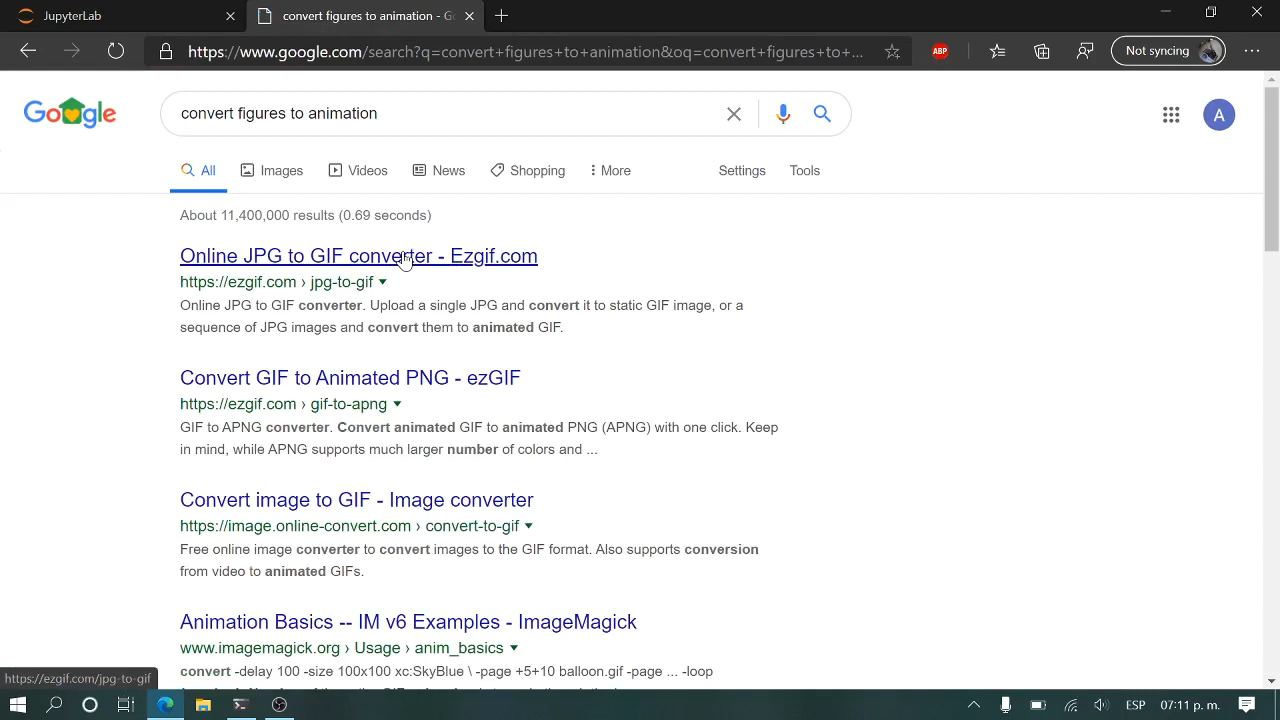 JupyterLab
convert figures to animation - G
https://www.google.com/search?q=convert+figures+to+animation&oq=convert+figures+to+...
ABP
Not syncing
Google
convert figures to animation
A
All
Images
Videos
News
Shopping
More
Settings
Tools
About 11,400,000 results (0.69 seconds)
Online JPG to GIF converter - Ezgif.com
https://ezgif.com › jpg-to-gif
Online JPG to GIF converter. Upload a single JPG and convert it to static GIF image, or a
sequence of JPG images and convert them to animated GIF.
Convert GIF to Animated PNG - ezGIF
https://ezgif.com › gif-to-apng
GIF to APNG converter. Convert animated GIF to animated PNG (APNG) with one click. Keep
in mind, while APNG supports much larger number of colors and ...
Convert image to GIF - Image converter
https://image.online-convert.com › convert-to-gif
Free online image converter to convert images to the GIF format. Also supports conversion
from video to animated GIFs.
Animation Basics -- IM v6 Examples - ImageMagick
www.imagemagick.org › Usage › anim_basics
convert -delay 100 -size 100x100 xc:SkyBlue \ -page +5+10 balloon.gif -page ... -loop
https://ezgif.com/jpg-to-gif
ESP
07:11 p. m.